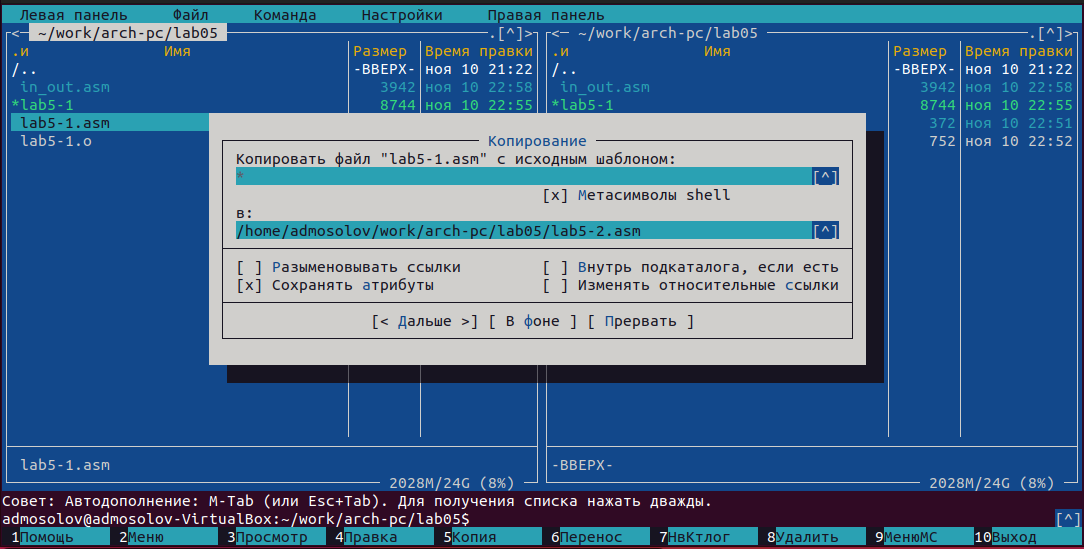 Левая панель Файл Команда Настройки Правая панель
<─ ~/work/arch-pc/lab05 .[^]> <─ ~/work/arch-pc/lab05 .[^]>
.и Имя Размер Время правки .и Имя Размер Время правки
/.. -ВВЕРХ- ноя 10 21:22 /.. -ВВЕРХ- ноя 10 21:22
in_out.asm 3942 ноя 10 22:58 in_out.asm 3942 ноя 10 22:58
*lab5-1 8744 ноя 10 22:55 *lab5-1 8744 ноя 10 22:55
lab5-1.asm 372 ноя 10 22:51
lab5-1.o 752 ноя 10 22:52
Копирование
Копировать файл "lab5-1.asm" с исходным шаблоном:
* [^]
[x] Метасимволы shell
в:
/home/admosolov/work/arch-pc/lab05/lab5-2.asm [^]
[ ] Разыменовывать ссылки [ ] Внутрь подкаталога, если есть
[x] Сохранять атрибуты [ ] Изменять относительные ссылки
[< Дальше >] [ В фоне ] [ Прервать ]
lab5-1.asm -ВВЕРХ-
2028M/24G (8%) 2028M/24G (8%)
Совет: Автодополнение: M-Tab (или Esc+Tab). Для получения списка нажать дважды.
admosolov@admosolov-VirtualBox:~/work/arch-pc/lab05$ [^]
1Помощь 2Меню 3Просмотр 4Правка 5Копия 6Перенос 7НвКтлог 8Удалить 9МенюМС 10Выход